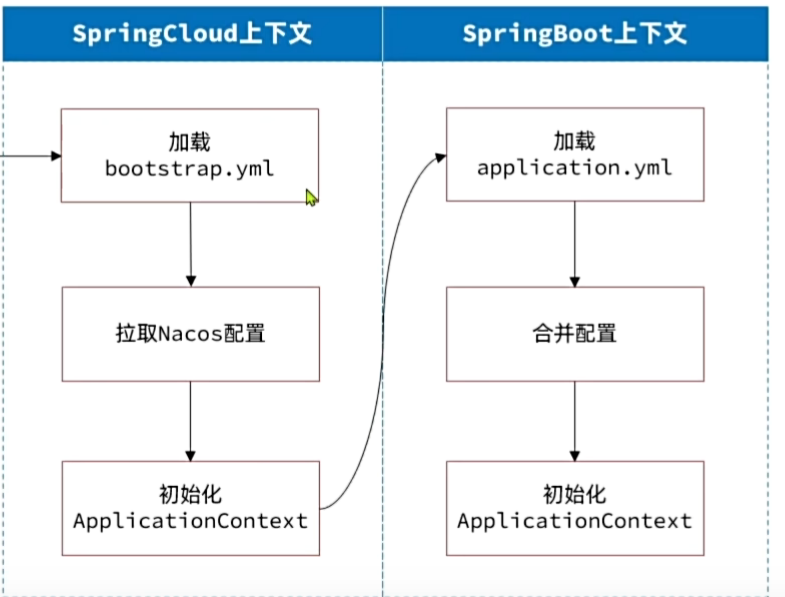 SpringCloud上下文
SpringBoot上下文
加载
bootstrap.yml
拉取Nacos配置
初始化
ApplicationContext
加载
application.yml
合并配置
初始化
ApplicationContext